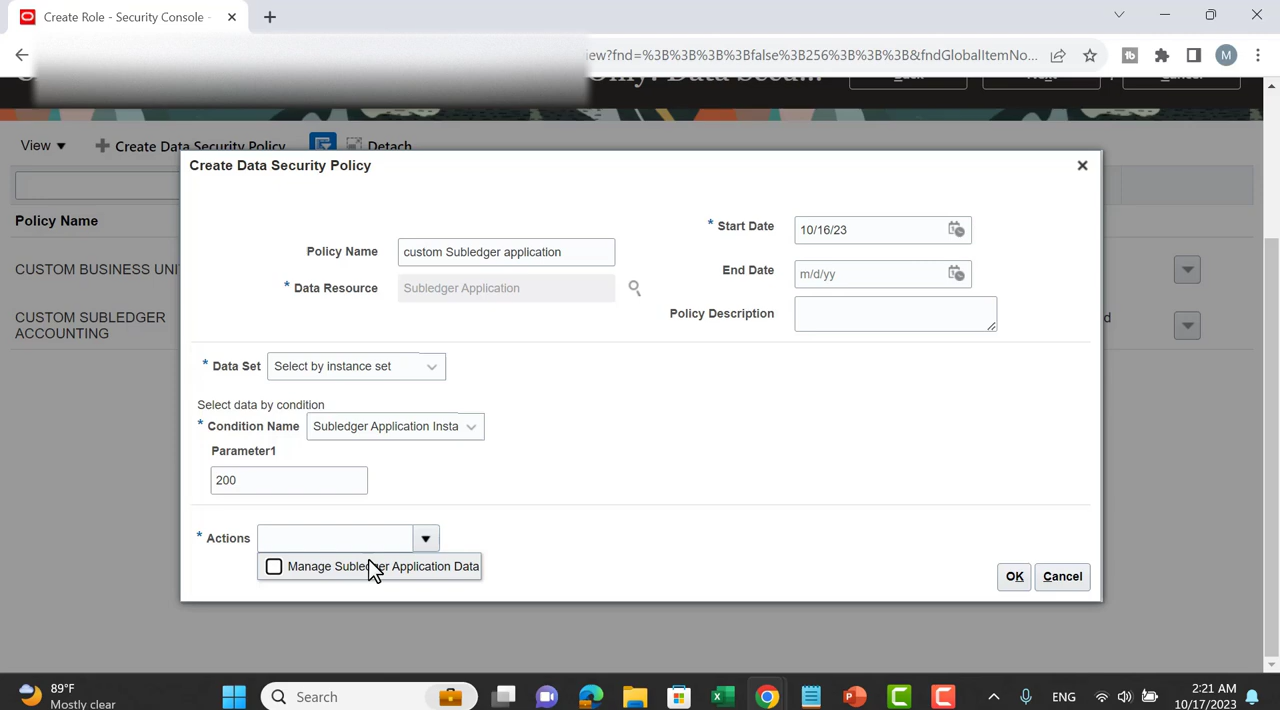 Create Role - Security Console -
iew?fnd=%3B%3B%3B%3Bfalse%3B256%3B%3B%3B&fndGlobalItemNo...
M
View
Create Data Security Policy
Detach
Policy Name
CUSTOM BUSINESS UNI
CUSTOM SUBLEDGER
ACCOUNTING
d
Create Data Security Policy
* Start Date 10/16/23
Policy Name custom Subledger application
End Date m/d/yy
* Data Resource Subledger Application
Policy Description
* Data Set Select by instance set
Select data by condition
* Condition Name Subledger Application Insta
Parameter1
200
* Actions
Manage Subledger Application Data
OK Cancel
89°F
Mostly clear
Search
ENG
2:21 AM
10/17/2023